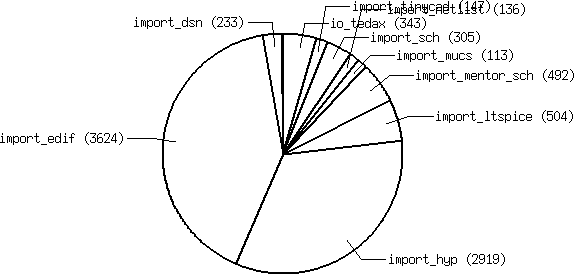 import_tinycad (147)
import_netlist (136)
import_dsn (233)
io_tedax (343)
import_sch (305)
import_mucs (113)
import_mentor_sch (492)
import_ltspice (504)
import_edif (3624)
import_hyp (2919)